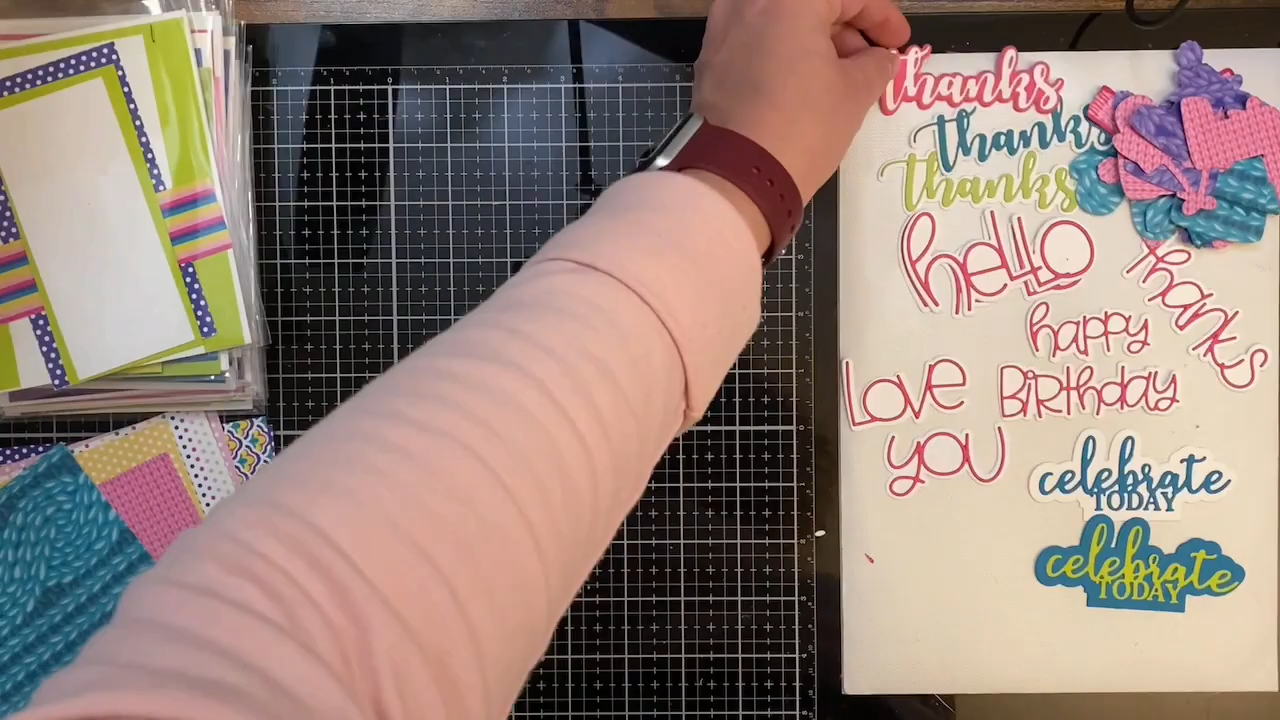 thanks
thanks
thanks
hello
thanks
happy
Birthday
Love
you
celebrate
TODAY
celebrate
TODAY